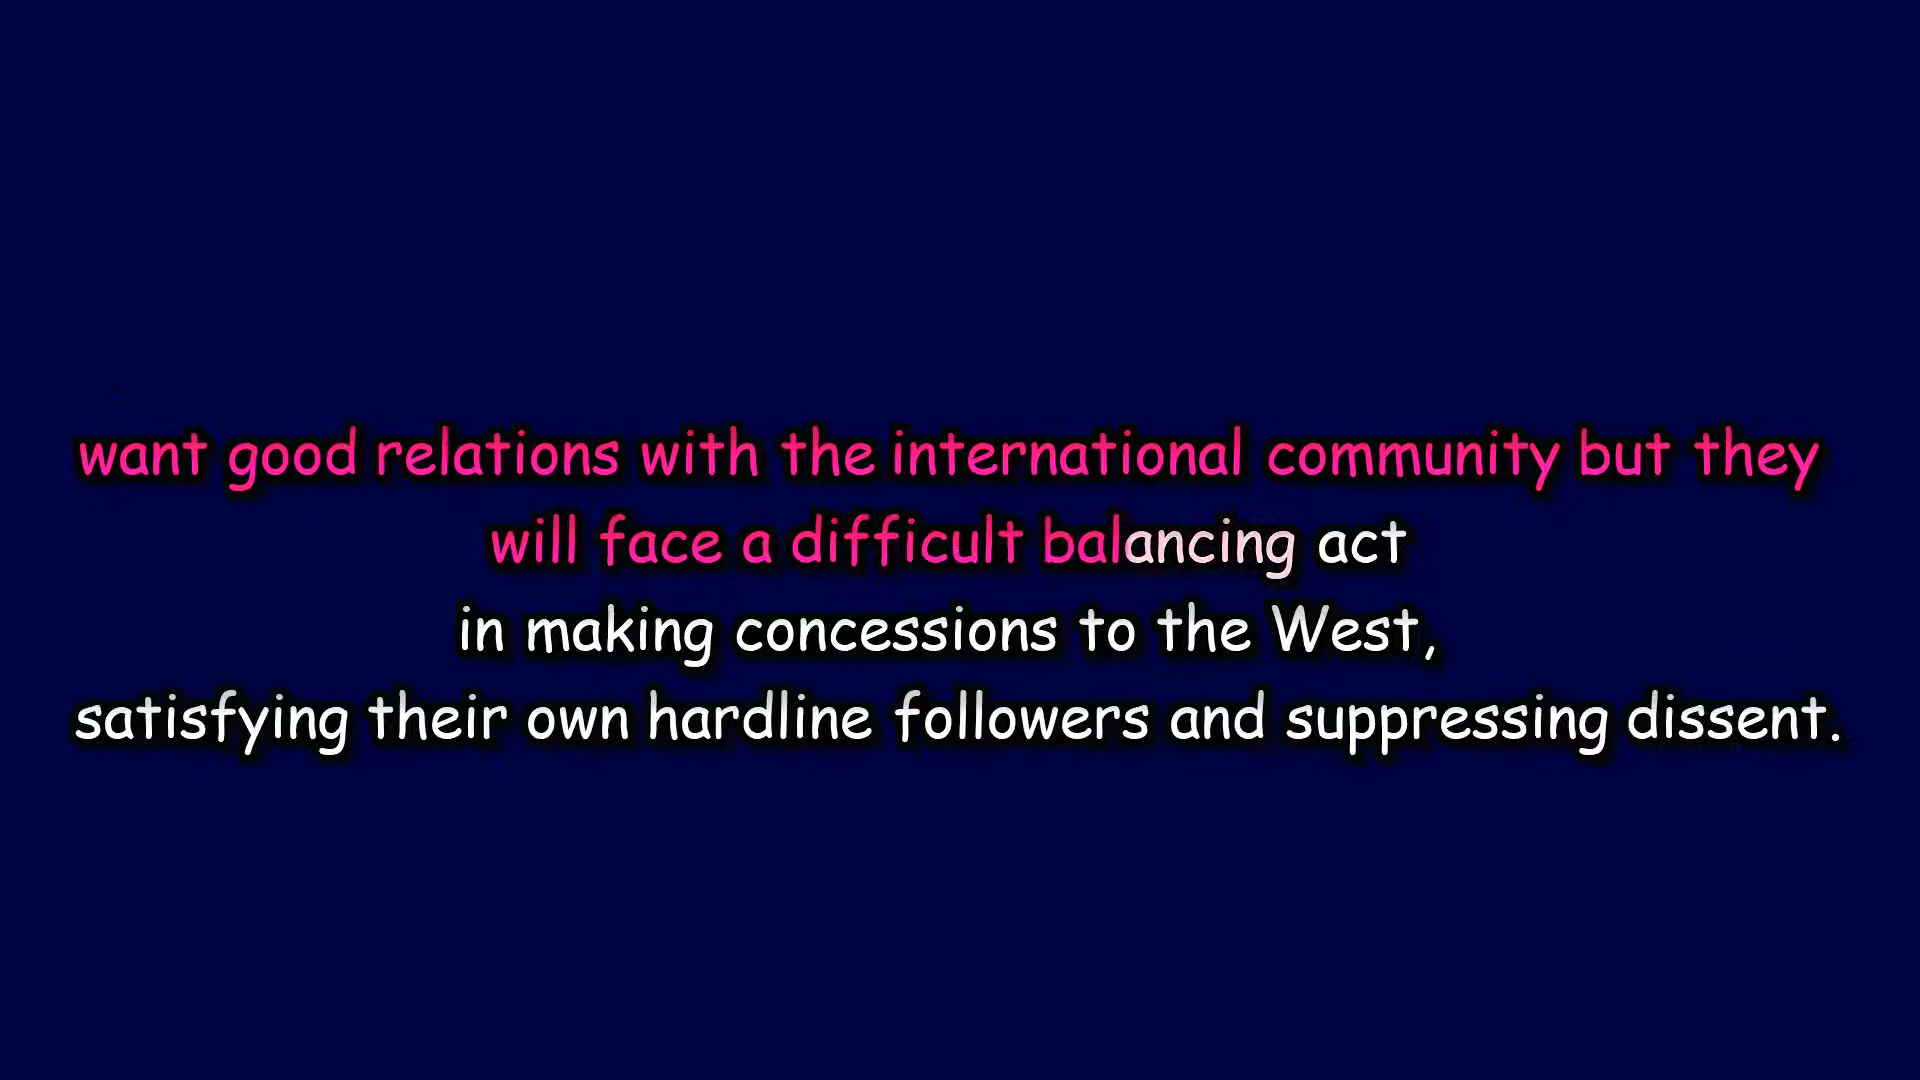 want good relations with the international community but they
will face a difficult balancing act
in making concessions to the West,
satisfying their own hardline followers and suppressing dissent.